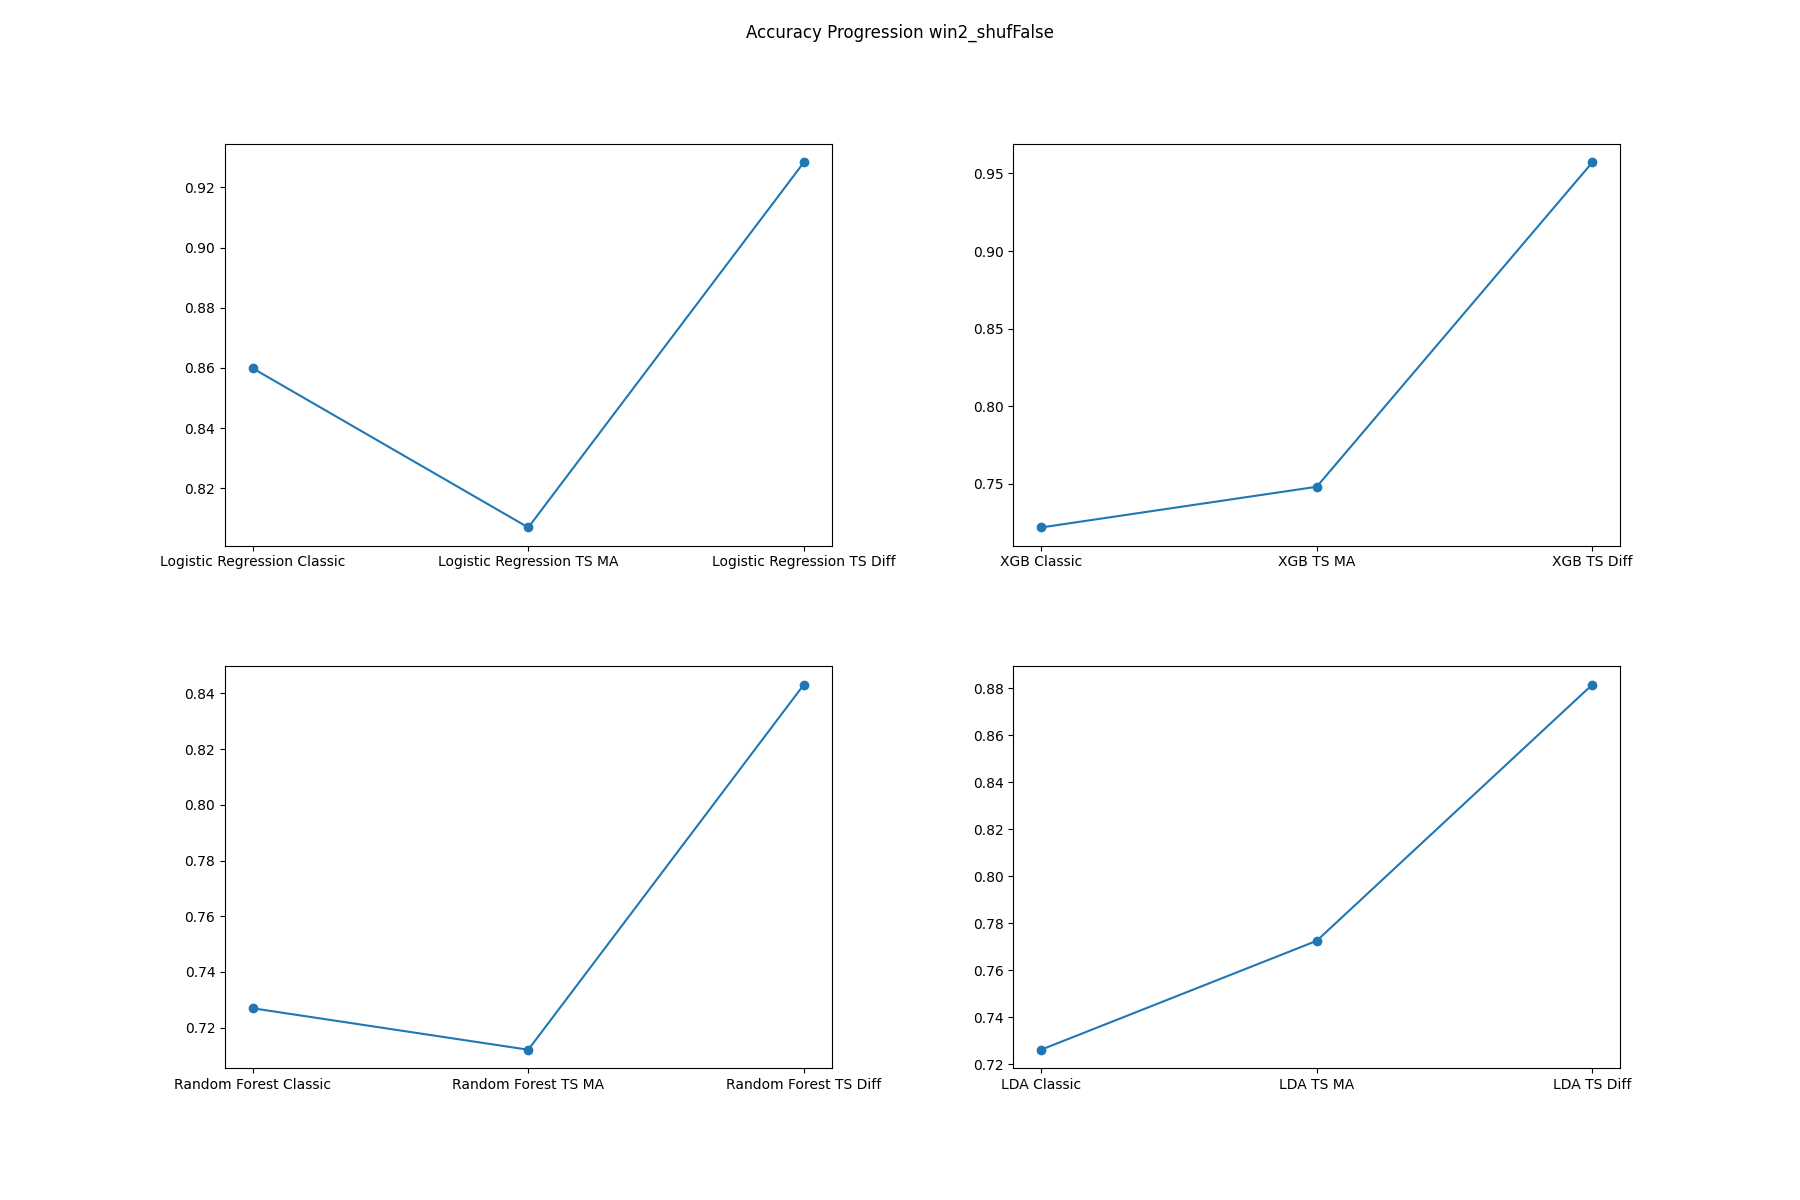 Accuracy Progression win2_shufFalse
0.92
0.90
0.88
0.86
0.84
0.82
Logistic Regression Classic
Logistic Regression TS MA
Logistic Regression TS Diff
0.95
0.90
0.85
0.80
0.75
XGB Classic
XGB TS MA
XGB TS Diff
0.84
0.82
0.80
0.78
0.76
0.74
0.72
Random Forest Classic
Random Forest TS MA
Random Forest TS Diff
0.88
0.86
0.84
0.82
0.80
0.78
0.76
0.74
0.72
LDA Classic
LDA TS MA
LDA TS Diff